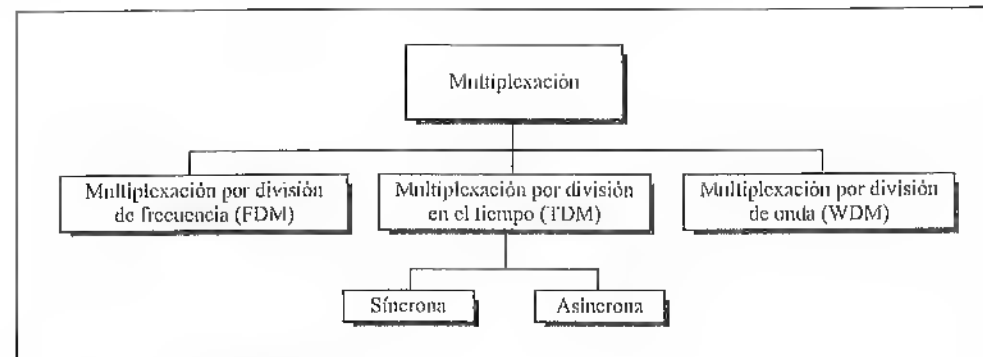 Multiplexación
Multiplexación por división
de frecuencia (FDM)
Multiplexación por división
en el tiempo (TDM)
Multiplexación por división
de onda (WDM)
Síncrona
Asíncrona